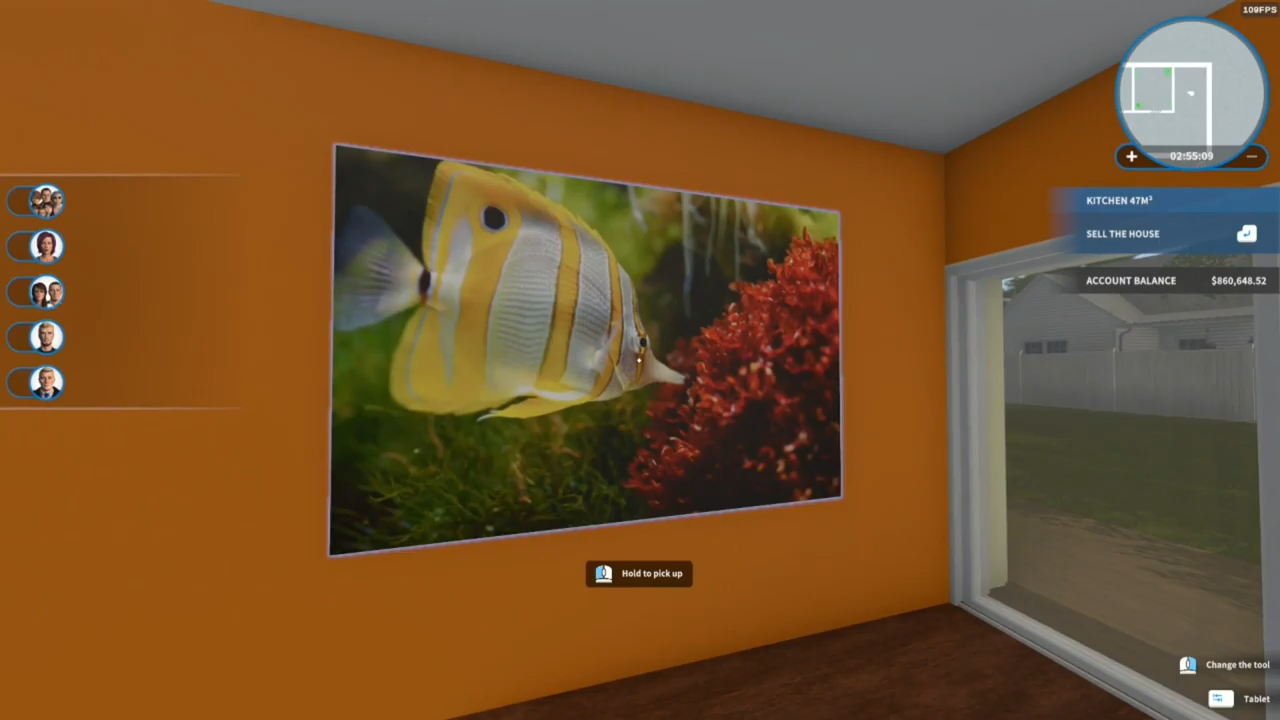 109FPS
02:55:09
KITCHEN 47M³
SELL THE HOUSE
ACCOUNT BALANCE $860,648.52
Hold to pick up
Change the tool
Tablet